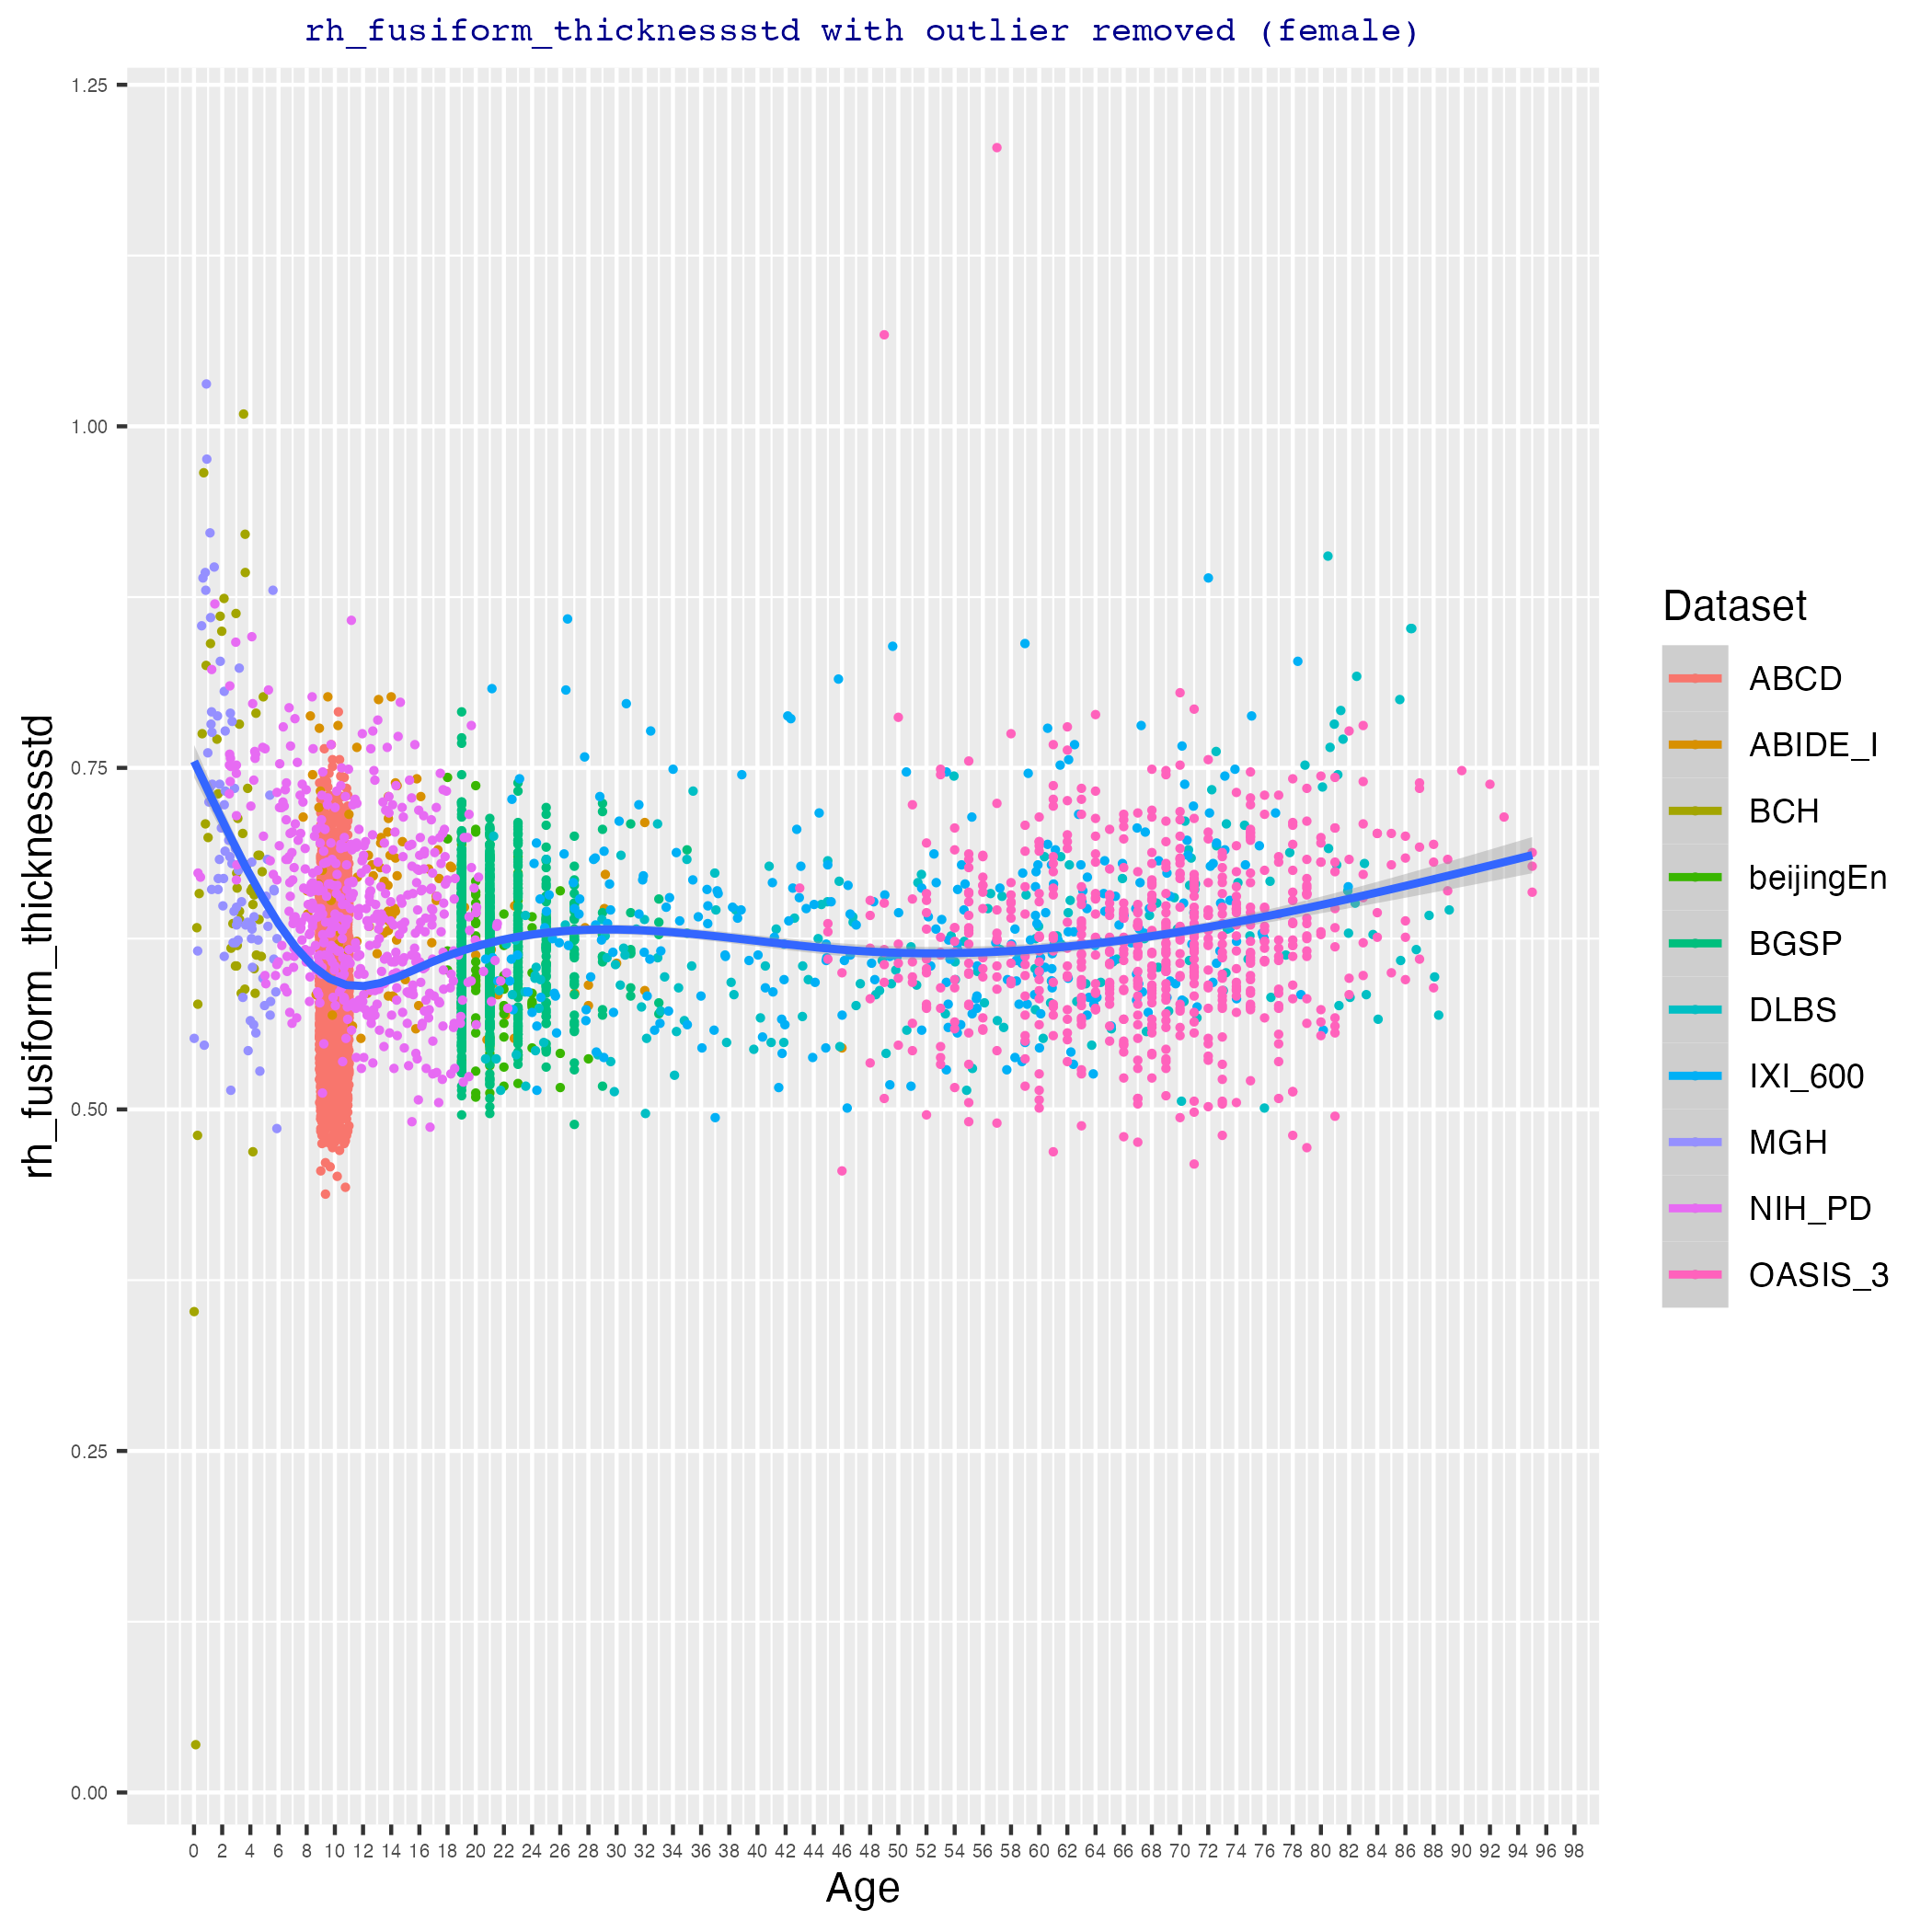 rh_fusiform_thicknessstd with outlier removed (female)
rh_fusiform_thicknessstd
1.25
1.00
0.75
0.50
0.25
0.00
0 2 4 6 8 10 12 14 16 18 20 22 24 26 28 30 32 34 36 38 40 42 44 46 48 50 52 54 56 58 60 62 64 66 68 70 72 74 76 78 80 82 84 86 88 90 92 94 96 98
Age
Dataset
ABCD
ABIDE_I
BCH
beijingEn
BGSP
DLBS
IXI_600
MGH
NIH_PD
OASIS_3